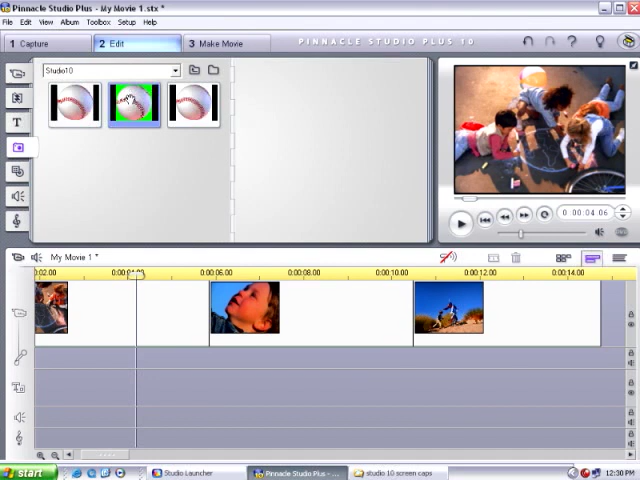 Pinnacle Studio Plus - My Movie 1.stx *
File Edit View Album Toolbox Setup Help
1 Capture
2 Edit
3 Make Movie
PINNACLE STUDIO PLUS 10
Studio10
T
0:00:04.06
My Movie 1 *
0:02.00
0:00:04.00
0:00:06.00
0:00:08.00
0:00:10.00
0:00:12.00
0:00:14.00
start
Studio Launcher
Pinnacle Studio Plus - ...
studio 10 screen caps
12:30 PM